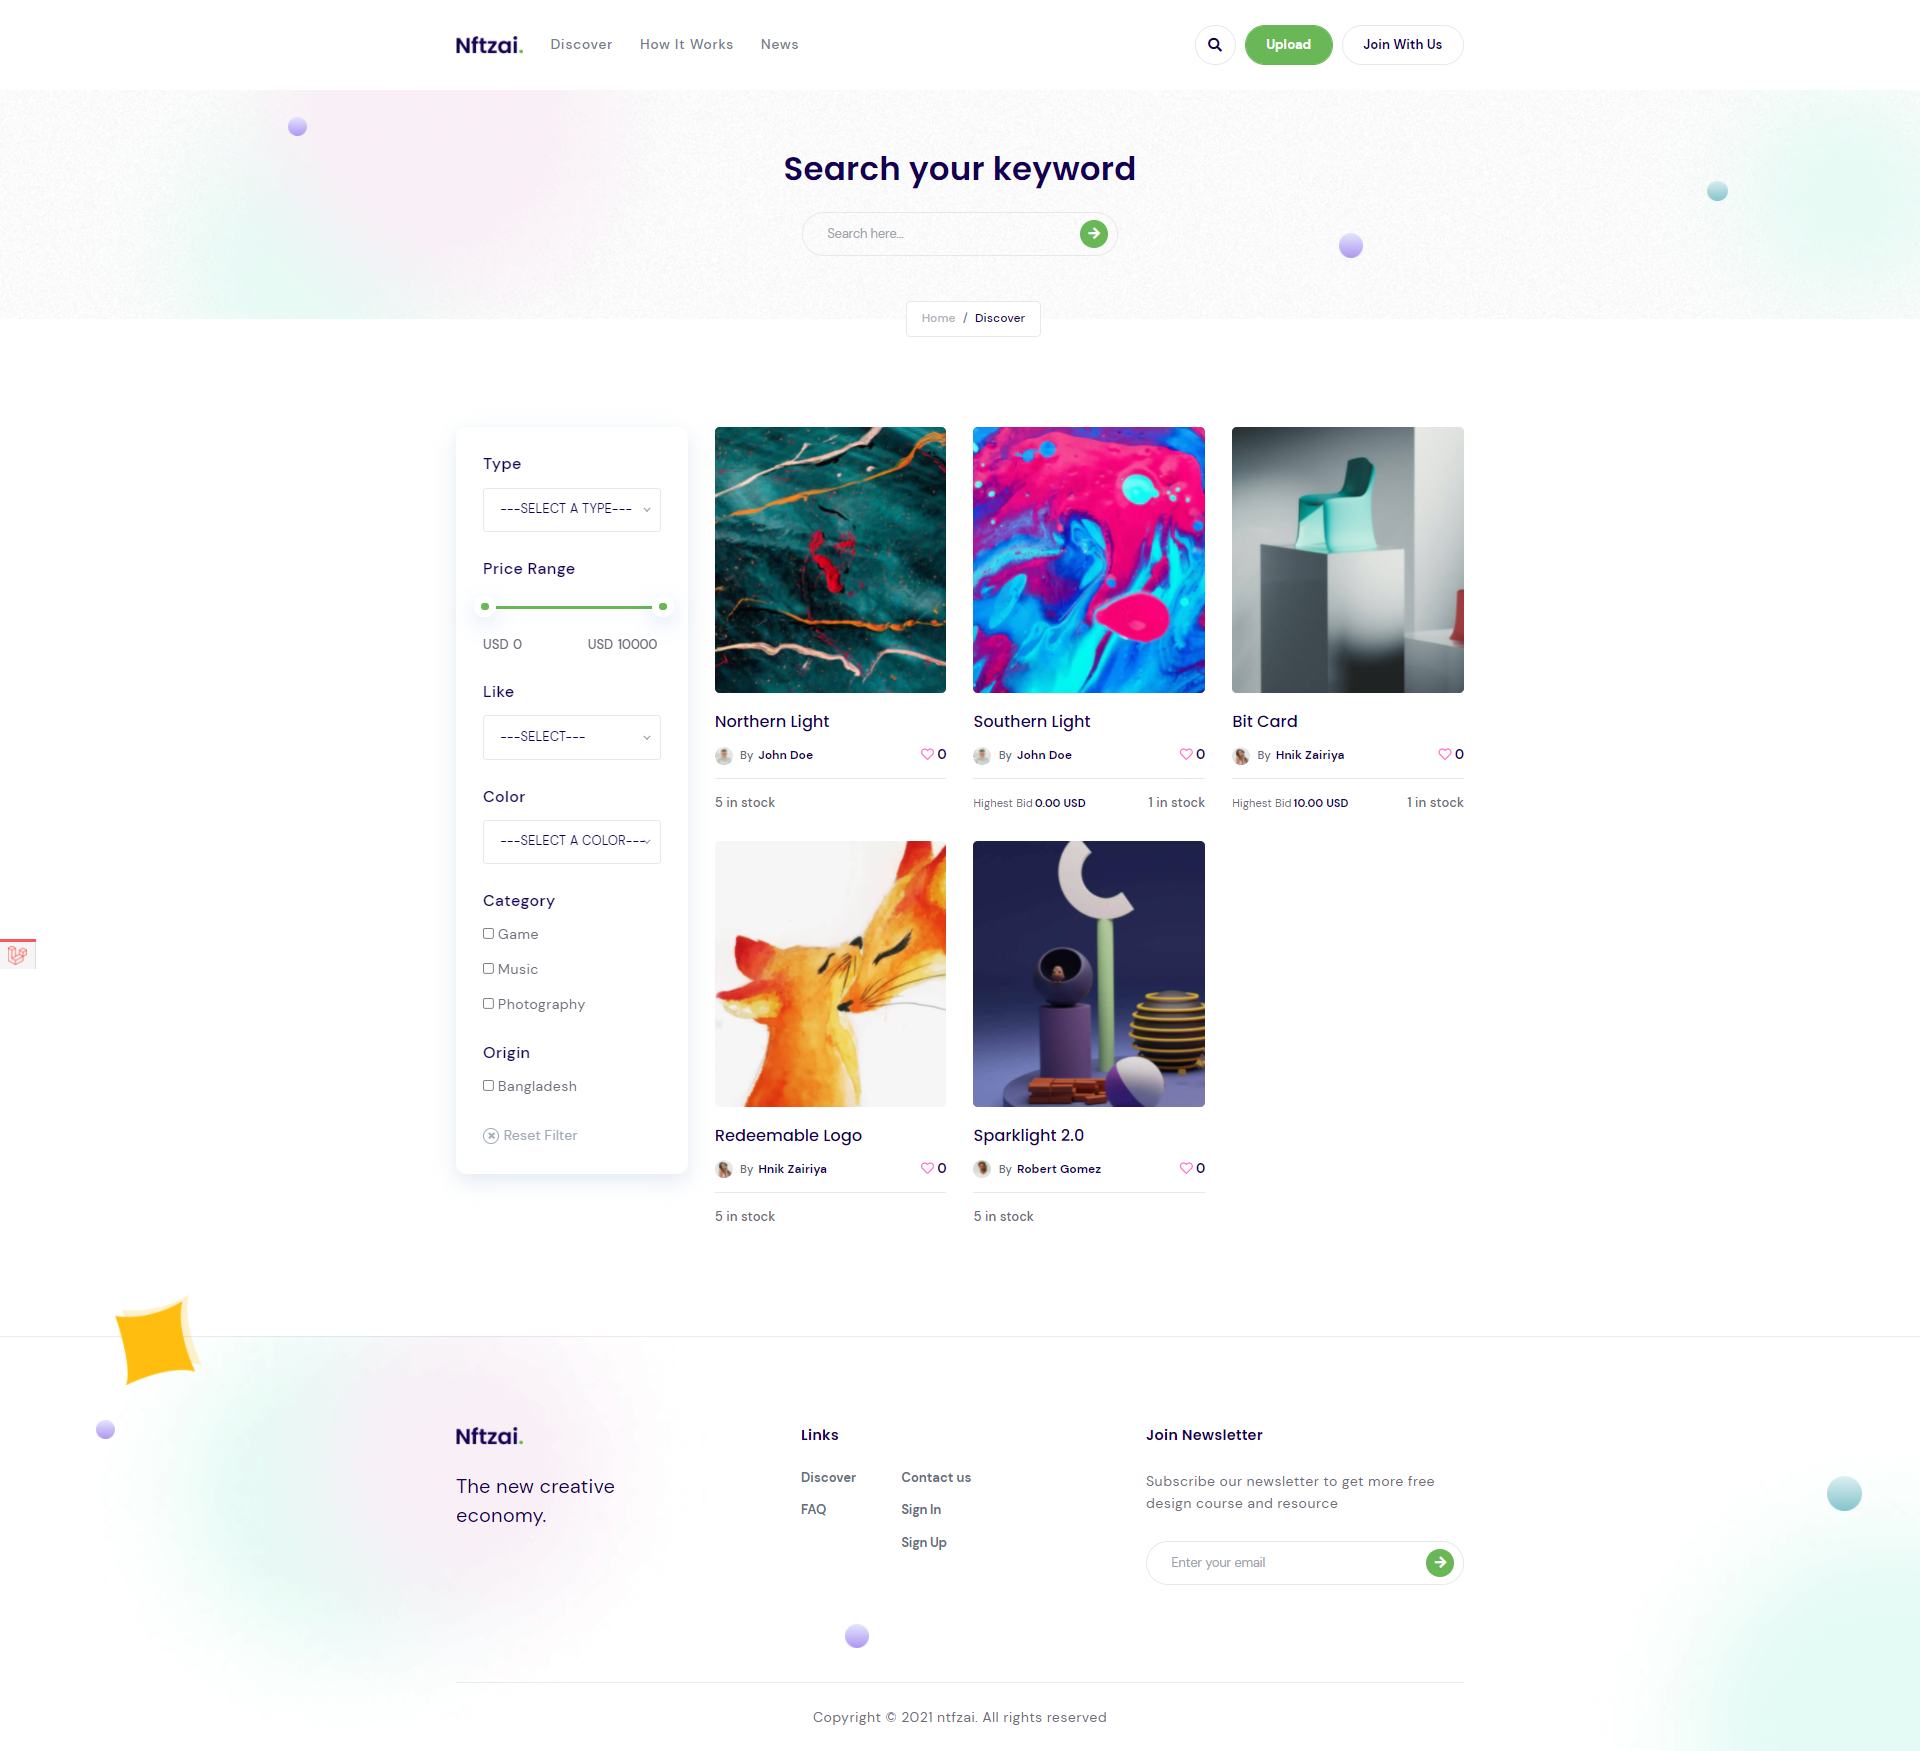 Nftzai.
Discover
How It Works
News
Upload
Join With Us
Search your keyword
Search here...
Home / Discover
Type
---SELECT A TYPE---
Price Range
USD 0
USD 10000
Like
---SELECT---
Color
---SELECT A COLOR---
Category
Game
Music
Photography
Origin
Bangladesh
Reset Filter
Northern Light
By John Doe
0
5 in stock
Southern Light
By John Doe
0
Highest Bid 0.00 USD
1 in stock
Bit Card
By Hnik Zairiya
0
Highest Bid 10.00 USD
1 in stock
Redeemable Logo
By Hnik Zairiya
0
5 in stock
Sparklight 2.0
By Robert Gomez
0
5 in stock
Nftzai.
The new creative
economy.
Links
Discover
FAQ
Contact us
Sign In
Sign Up
Join Newsletter
Subscribe our newsletter to get more free
design course and resource
Enter your email
Copyright © 2021 ntfzai. All rights reserved